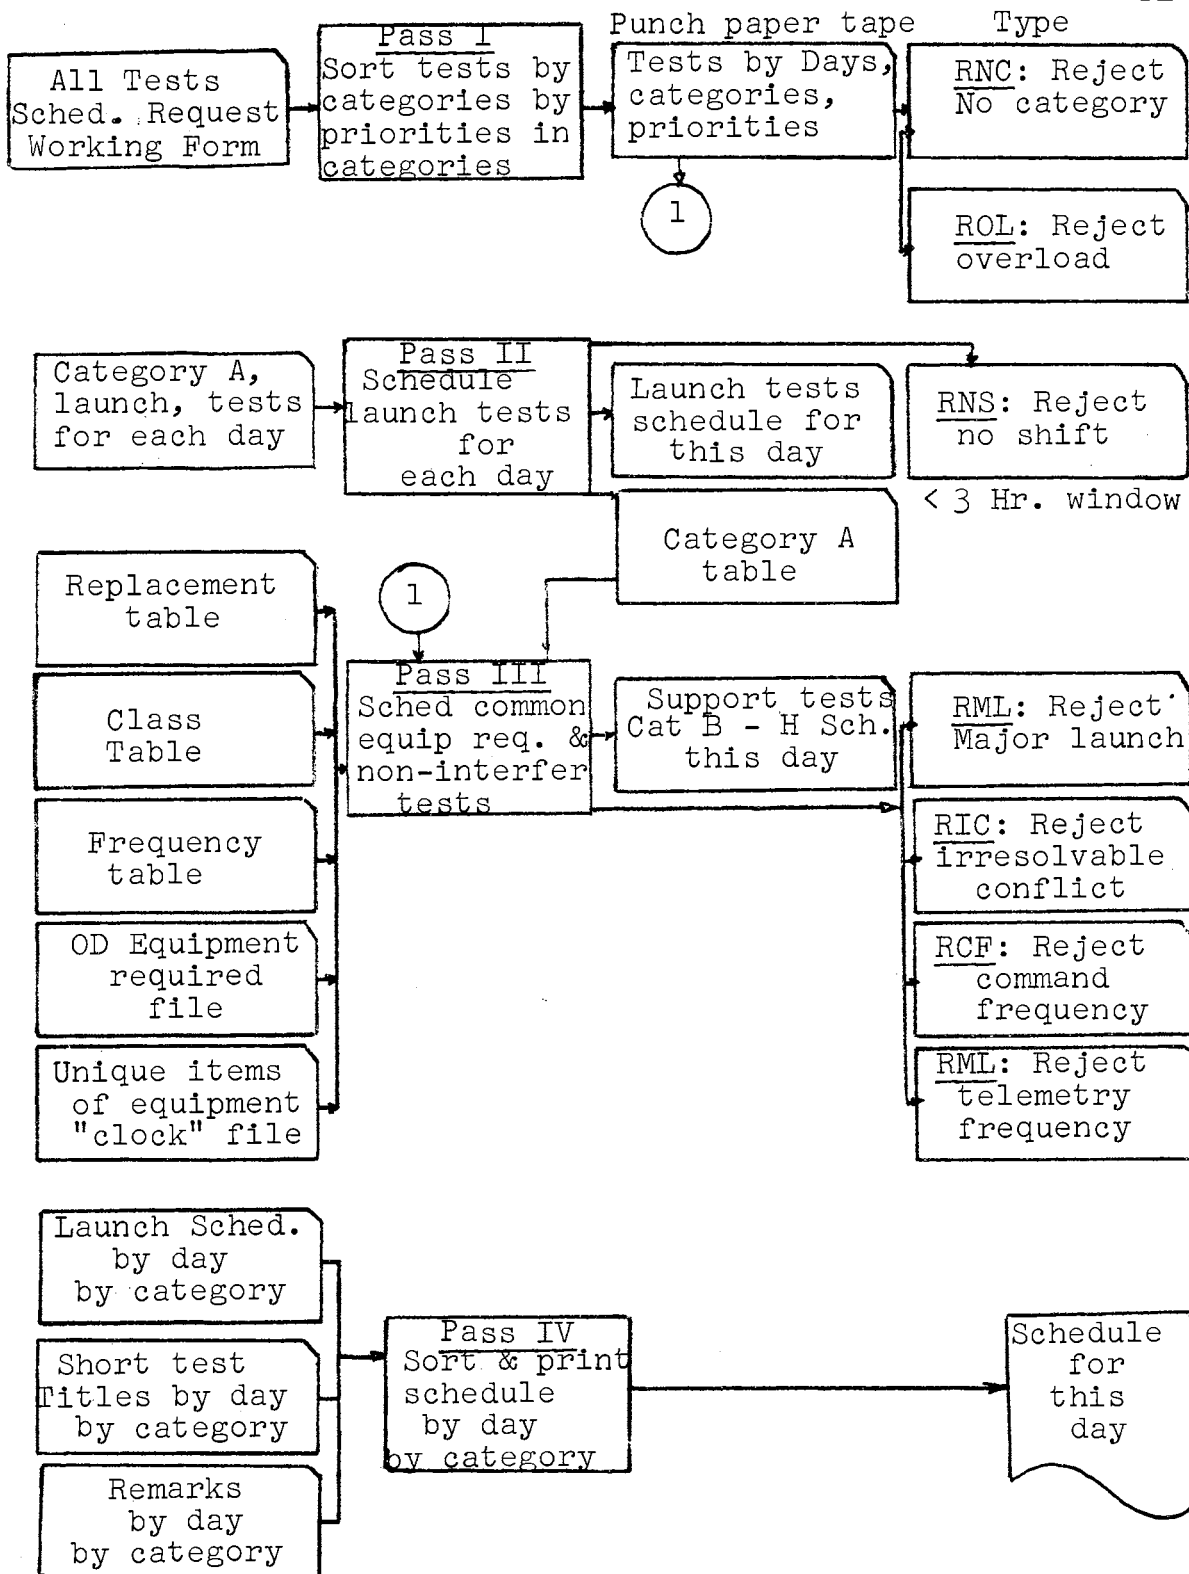 Punch paper tape
Type
All Tests
Sched. Request
Working Form
Pass I
Sort tests by
categories by
priorities in
categories
Tests by Days,
categories,
priorities
RNC: Reject
No category
1
ROL: Reject
overload
Category A,
launch, tests
for each day
Pass II
Schedule
launch tests
for
each day
Launch tests
schedule for
this day
RNS: Reject
no shift
< 3 Hr. window
Category A
table
Replacement
table
1
Class
Table
Pass III
Sched common
equip req. &
non-interfer
tests
Support tests
Cat B - H Sch.
this day
RML: Reject
Major launch
Frequency
table
RIC: Reject
irresolvable
conflict
OD Equipment
required
file
RCF: Reject
command
frequency
Unique items
of equipment
"clock" file
RML: Reject
telemetry
frequency
Launch Sched.
by day
by category
Short test
Titles by day
by category
Pass IV
Sort & print
schedule
by day
by category
Schedule
for
this
day
Remarks
by day
by category